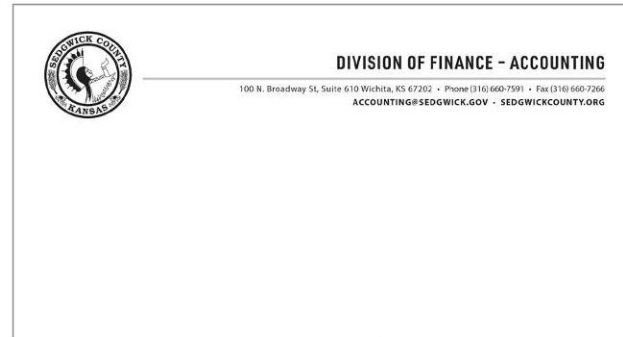 SEDGWICK COUNTY
KANSAS
DIVISION OF FINANCE – ACCOUNTING
100 N. Broadway St, Suite 610 Wichita, KS 67202 • Phone (316) 660-7591 • Fax (316) 660-7266
ACCOUNTING@SEDGWICK.GOV • SEDGWICKCOUNTY.ORG